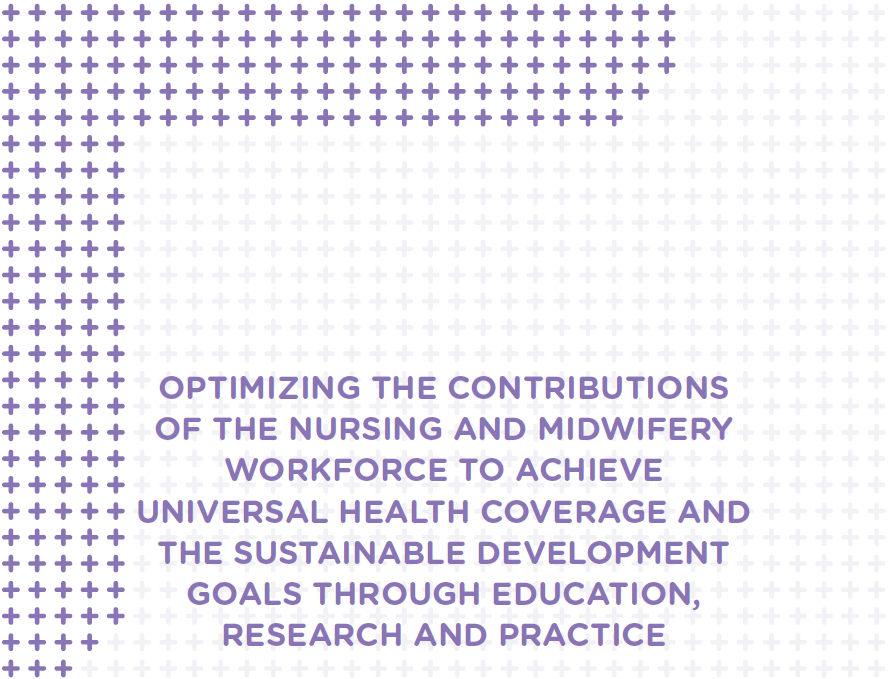 OPTIMIZING THE CONTRIBUTIONS
OF THE NURSING AND MIDWIFERY
WORKFORCE TO ACHIEVE
UNIVERSAL HEALTH COVERAGE AND
THE SUSTAINABLE DEVELOPMENT
GOALS THROUGH EDUCATION,
RESEARCH AND PRACTICE